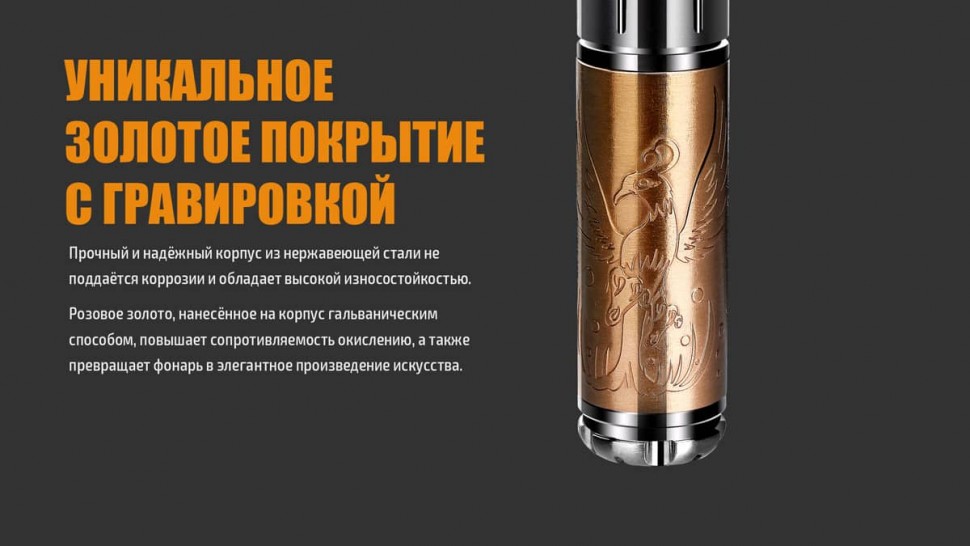 УНИКАЛЬНОЕ
ЗОЛОТОЕ ПОКРЫТИЕ
С ГРАВИРОВКОЙ
Прочный и надёжный корпус из нержавеющей стали не
поддаётся коррозии и обладает высокой износостойкостью.
Розовое золото, нанесённое на корпус гальваническим
способом, повышает сопротивляемость окислению, а также
превращает фонарь в элегантное произведение искусства.